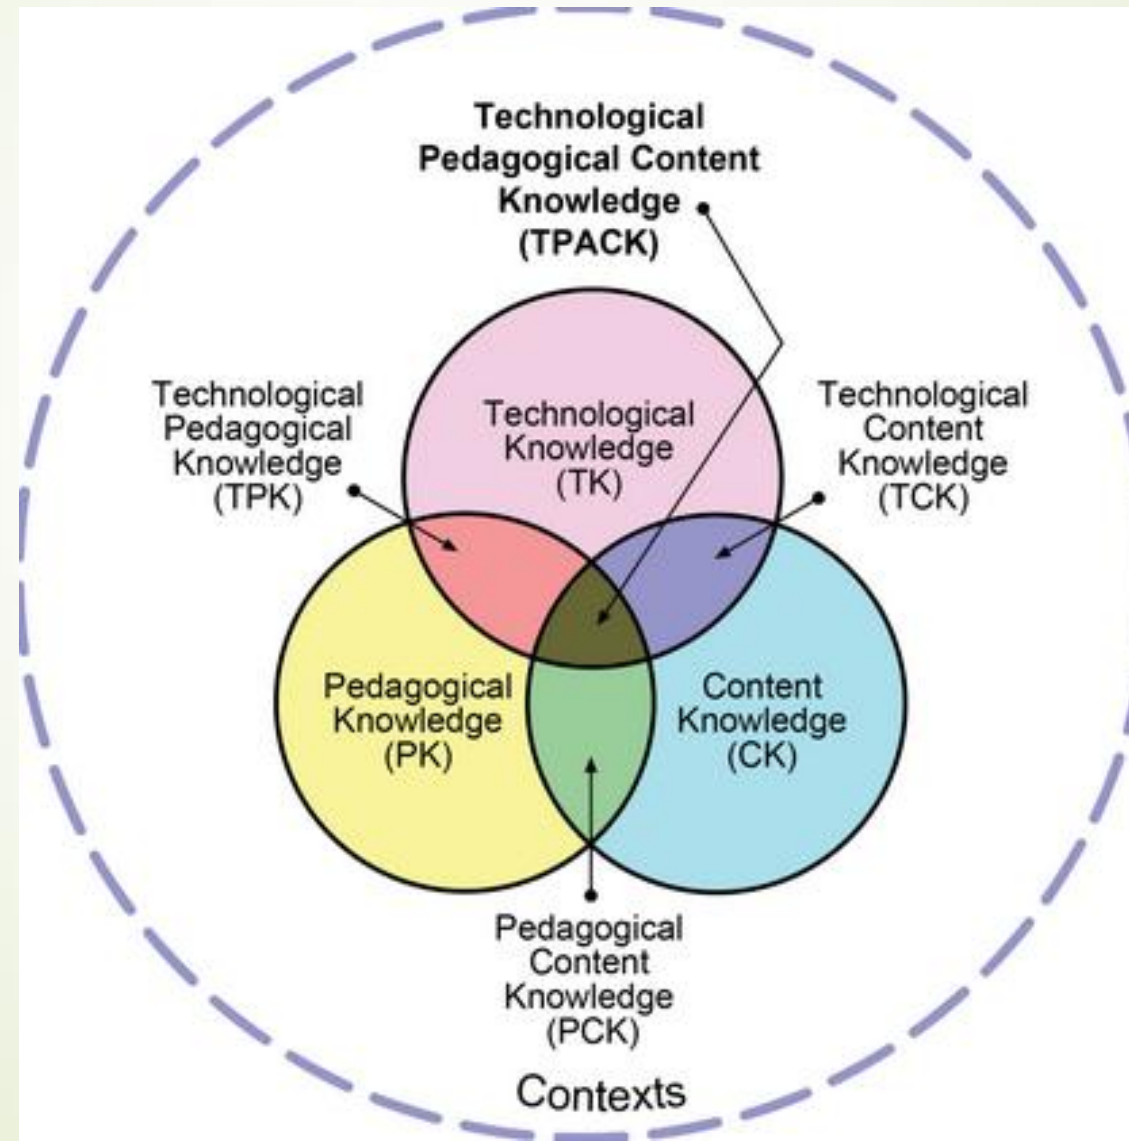 Technological
Pedagogical Content
Knowledge
(TPACK)
Technological
Pedagogical
Knowledge
(TPK)
Technological
Knowledge
(TK)
Technological
Content
Knowledge
(TCK)
Pedagogical
Knowledge
(PK)
Content
Knowledge
(CK)
Pedagogical
Content
Knowledge
(PCK)
Contexts